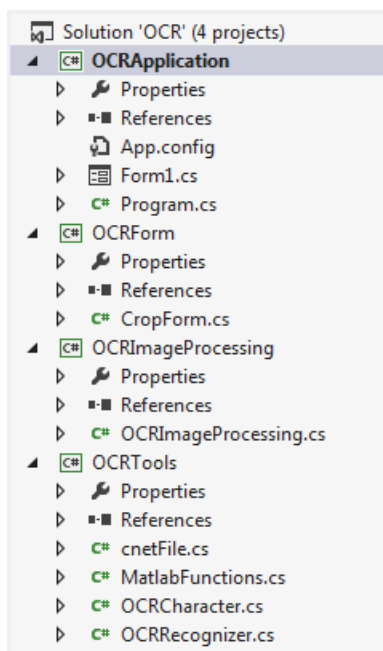 Solution 'OCR' (4 projects)
C# OCRApplication
Properties
References
App.config
Form1.cs
C# Program.cs
C# OCRForm
Properties
References
C# CropForm.cs
C# OCRImageProcessing
Properties
References
C# OCRImageProcessing.cs
C# OCRTools
Properties
References
C# cnetFile.cs
C# MatlabFunctions.cs
C# OCRCharacter.cs
C# OCRRecognizer.cs